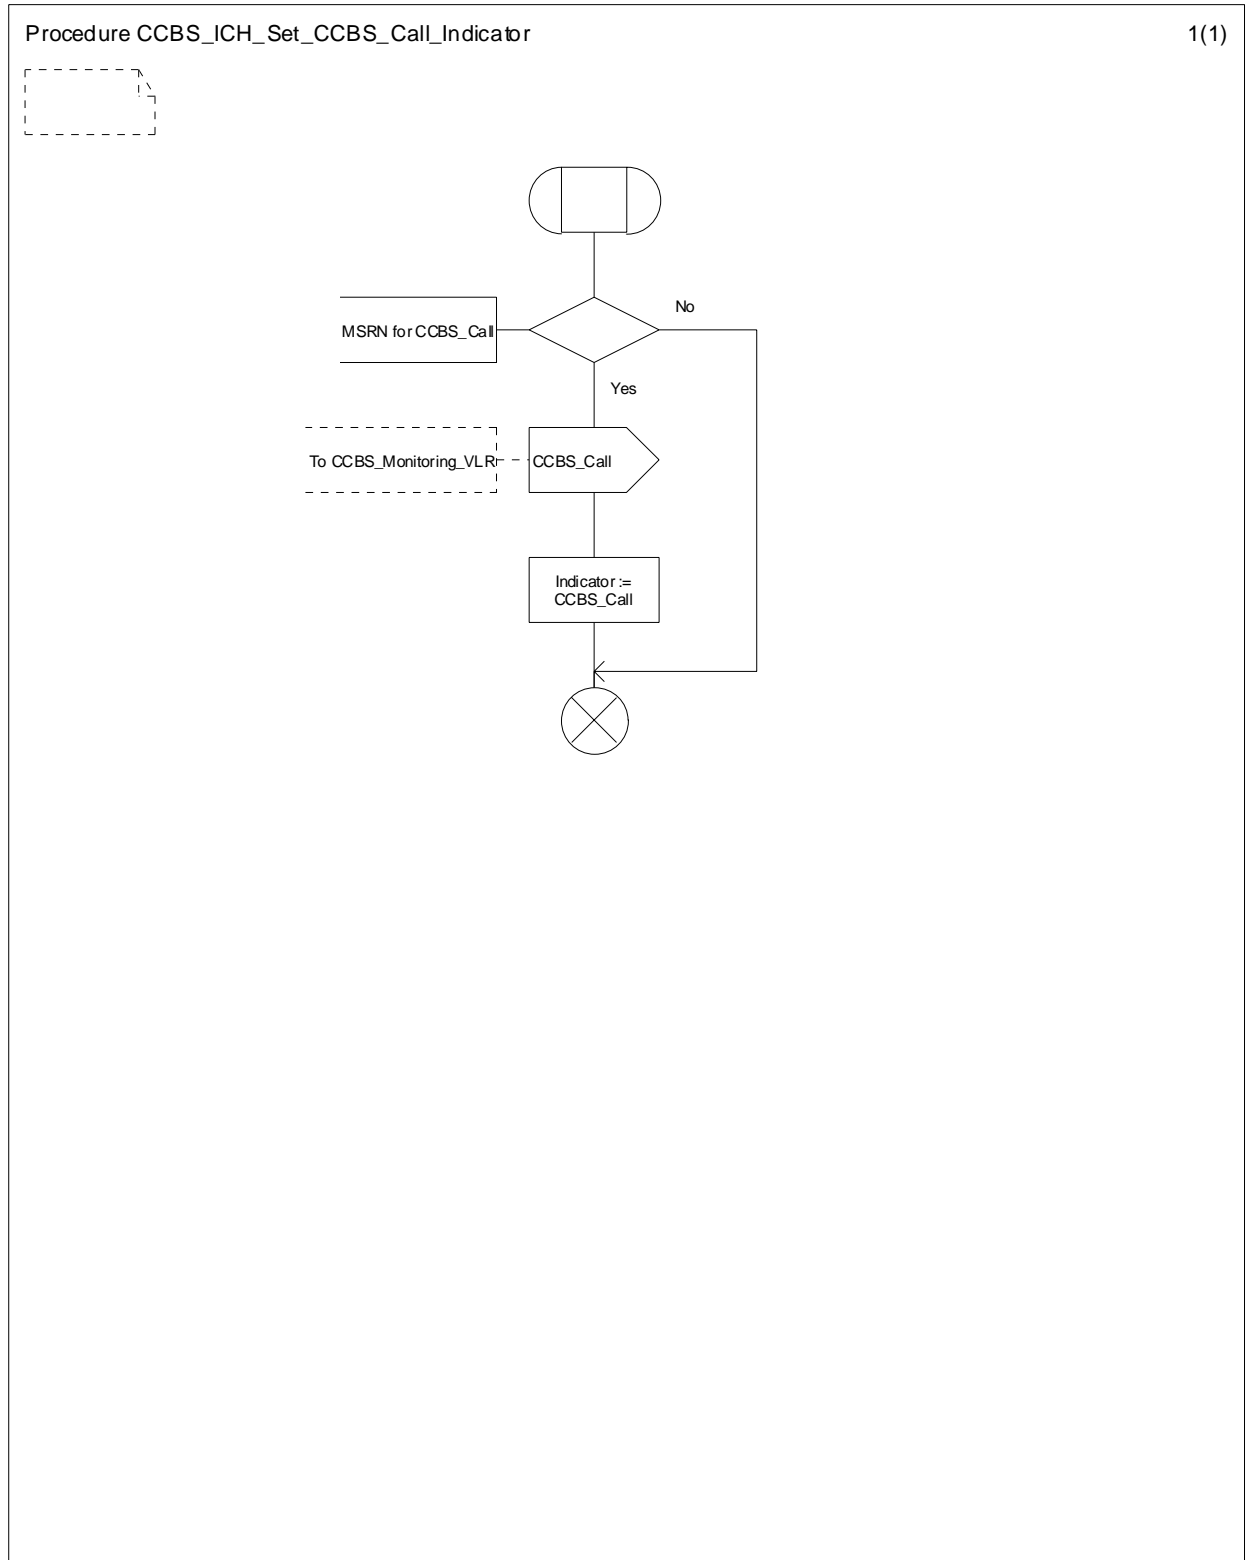 Procedure CCBS_ICH_Set_CCBS_Call_Indicator
1(1)
No
MSRN for CCBS_Call
Yes
To CCBS_Monitoring_VLR
CCBS_Call
Indicator :=
CCBS_Call